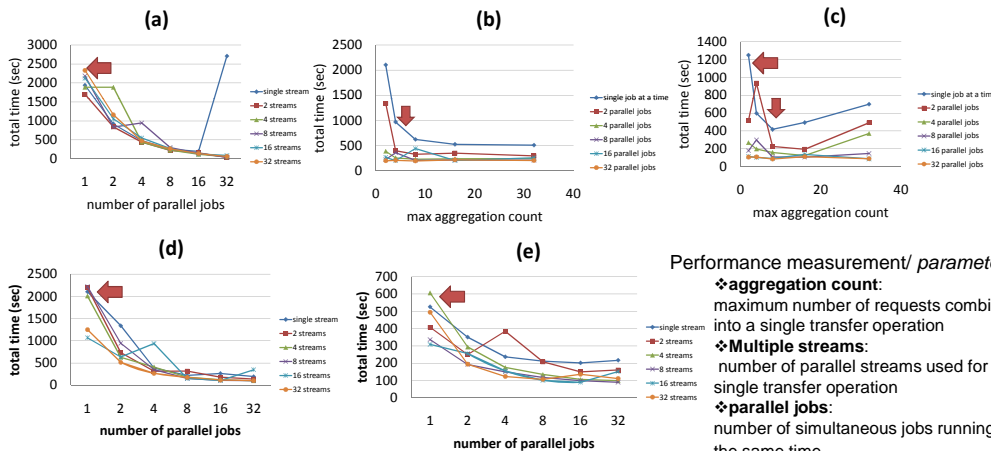 (a)
total time (sec)
3000
2500
2000
1500
1000
500
0
1 2 4 8 16 32
number of parallel jobs
single stream
2 streams
4 streams
8 streams
16 streams
32 streams
(b)
total time (sec)
2500
2000
1500
1000
500
0
0 10 20 30 40
max aggregation count
single job at a time
2 parallel jobs
4 parallel jobs
8 parallel jobs
16 parallel jobs
32 parallel jobs
(c)
total time (sec)
1400
1200
1000
800
600
400
200
0
0 20 40
max aggregation count
single job at a time
2 parallel jobs
4 parallel jobs
8 parallel jobs
16 parallel jobs
32 parallel jobs
(d)
total time (sec)
2500
2000
1500
1000
500
0
1 2 4 8 16 32
number of parallel jobs
single stream
2 streams
4 streams
8 streams
16 streams
32 streams
(e)
total time (sec)
700
600
500
400
300
200
100
0
1 2 4 8 16 32
number of parallel jobs
single stream
2 streams
4 streams
8 streams
16 streams
32 streams
Performance measurement/ paramete
❖aggregation count:
maximum number of requests combi
into a single transfer operation
❖Multiple streams:
number of parallel streams used for
single transfer operation
❖parallel jobs:
number of simultaneous jobs running
the same time